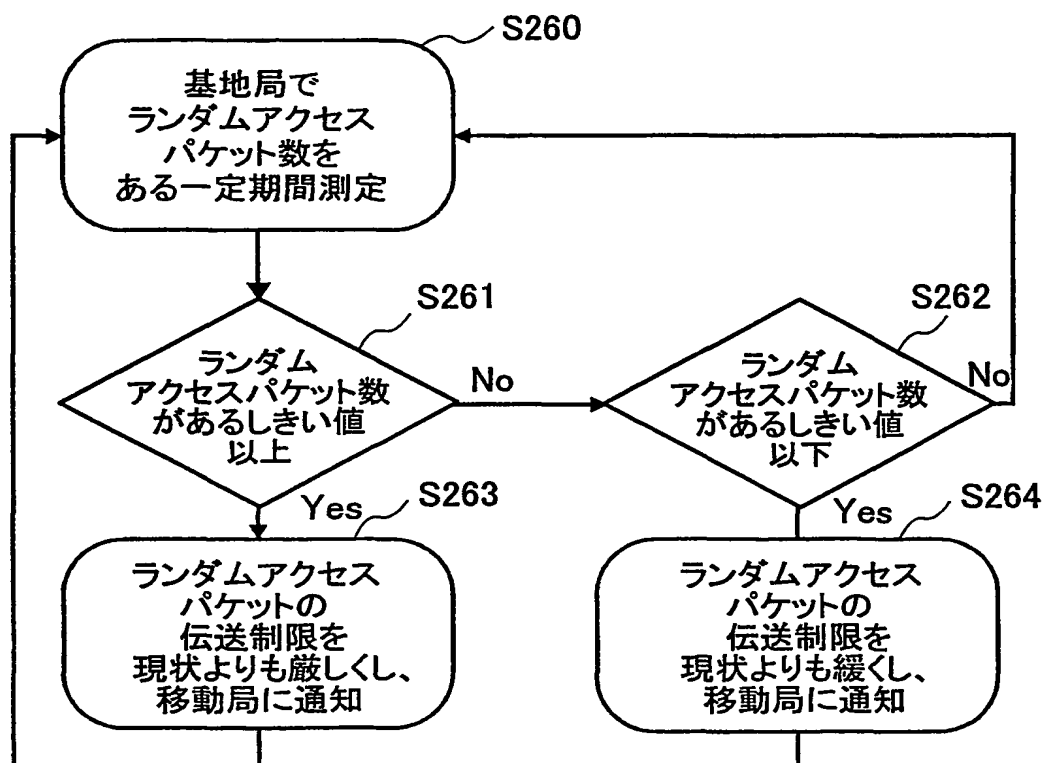 S260
基地局で
ランダムアクセス
パケット数を
ある一定期間測定
S261
ランダム
アクセスパケット数
があるしきい値
以上
No
Yes
S262
ランダム
アクセスパケット数
があるしきい値
以下
No
Yes
S263
ランダムアクセス
パケットの
伝送制限を
現状よりも厳しくし、
移動局に通知
S264
ランダムアクセス
パケットの
伝送制限を
現状よりも緩くし、
移動局に通知